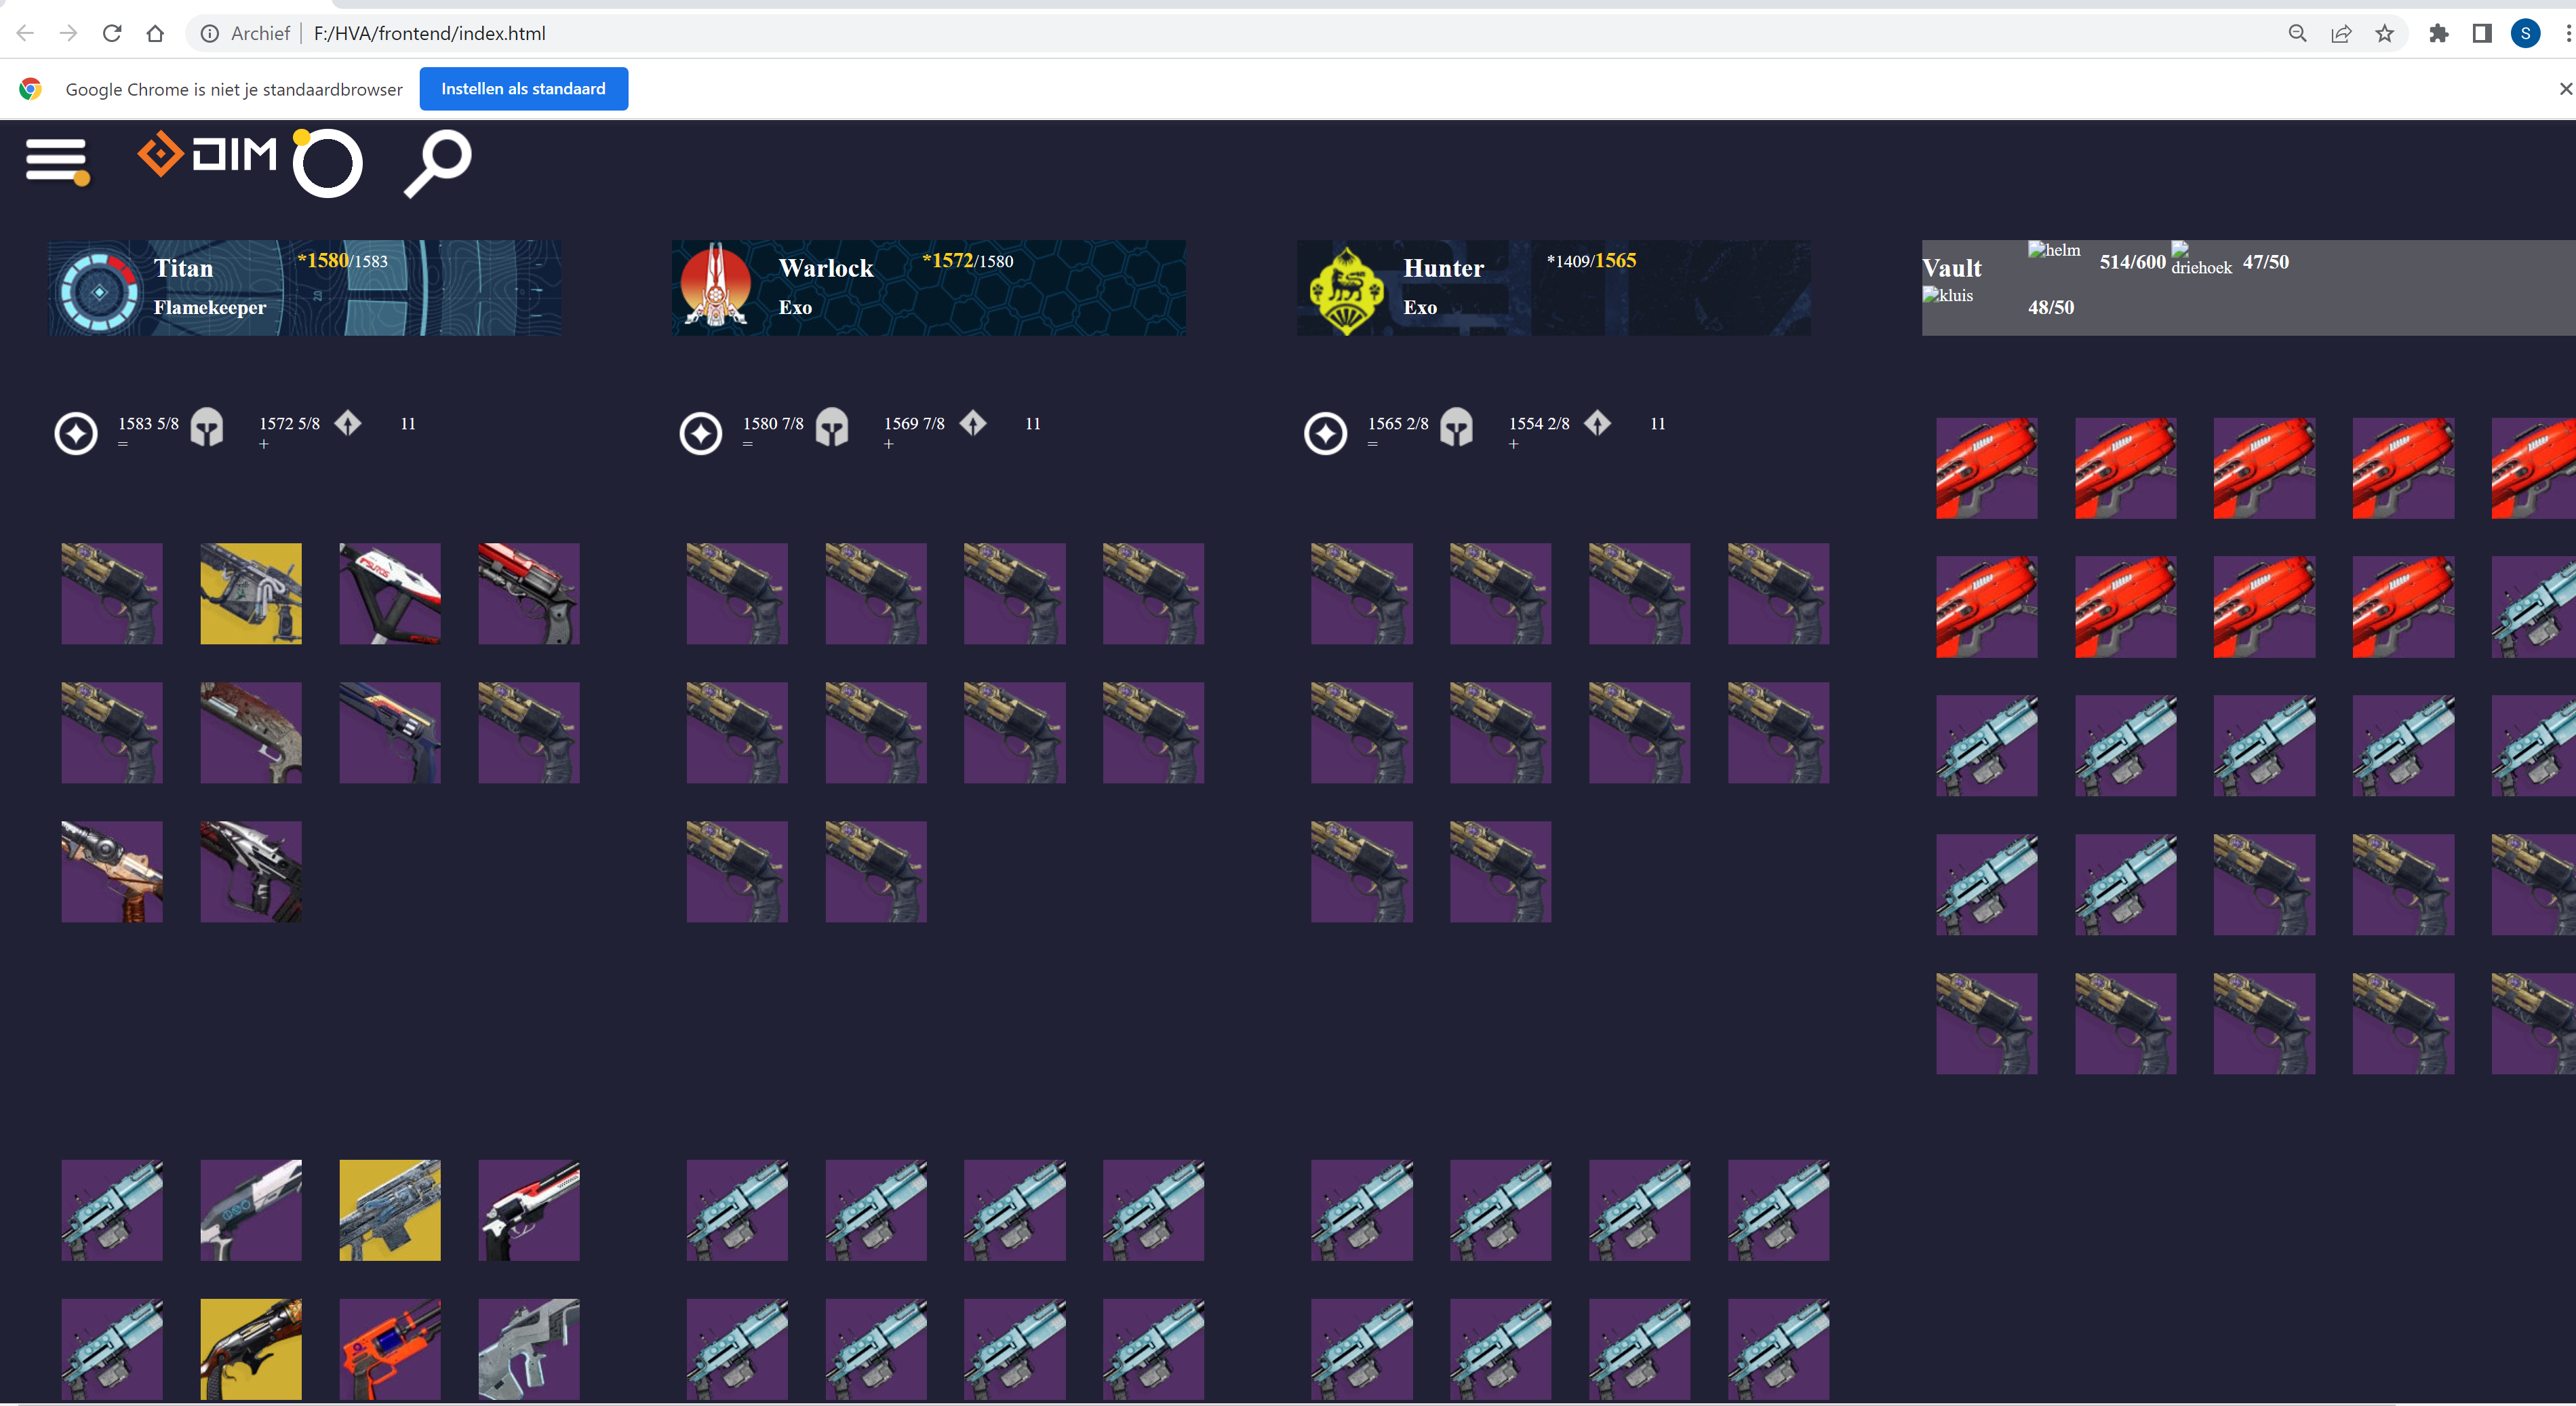 Archief | F:/HVA/frontend/index.html
S
Google Chrome is niet je standaardbrowser
Instellen als standaard
DIM
Titan
*1580/1583
Flamekeeper
Warlock
*1572/1580
Exo
Hunter
*1409/1565
Exo
Vault
helm
514/600
driehoek
47/50
kluis
48/50
1583 5/8
=
1572 5/8
+
11
1580 7/8
=
1569 7/8
+
11
1565 2/8
=
1554 2/8
+
11